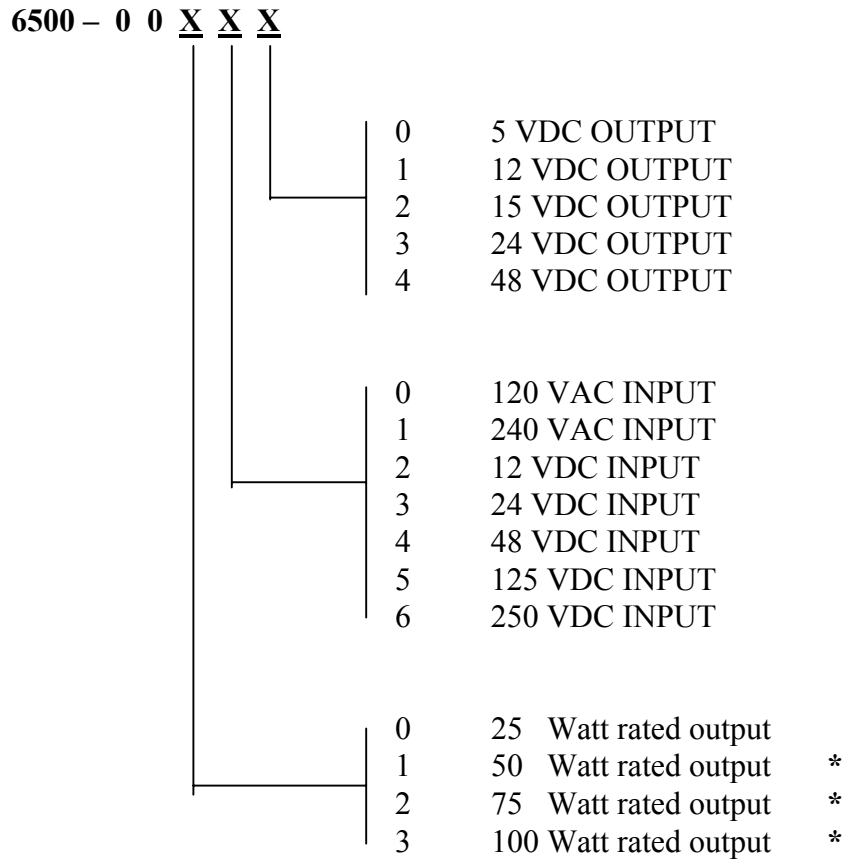 6500 – 0 0 X X X
0 5 VDC OUTPUT
1 12 VDC OUTPUT
2 15 VDC OUTPUT
3 24 VDC OUTPUT
4 48 VDC OUTPUT
0 120 VAC INPUT
1 240 VAC INPUT
2 12 VDC INPUT
3 24 VDC INPUT
4 48 VDC INPUT
5 125 VDC INPUT
6 250 VDC INPUT
0 25 Watt rated output
1 50 Watt rated output *
2 75 Watt rated output *
3 100 Watt rated output *